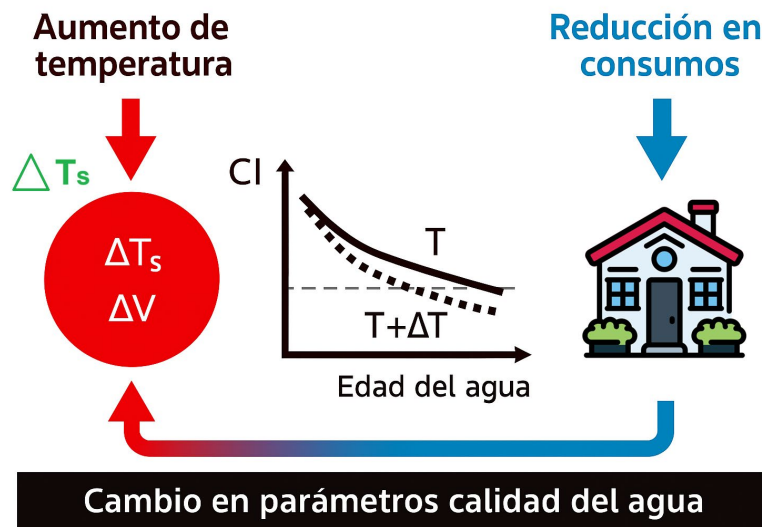 Aumento de
temperatura
Reducción en
consumos
△ Ts
ΔTs
ΔV
Cl
T
T+ΔT
Edad del agua
Cambio en parámetros calidad del agua